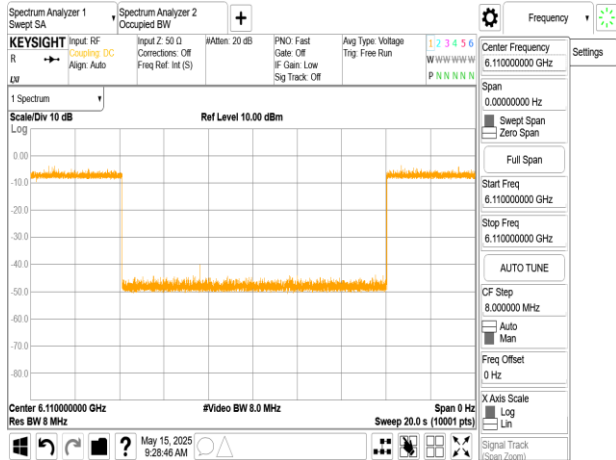 Spectrum Analyzer 1
Swept SA
Spectrum Analyzer 2
Occupied BW
+
Frequency
Settings
KEYSIGHT
R
LXI
Input: RF
Coupling: DC
Align: Auto
Input Z: 50 Ω
Corrections: Off
Freq Ref: Int (S)
#Atten: 20 dB
PNO: Fast
Gate: Off
IF Gain: Low
Sig Track: Off
Avg Type: Voltage
Trig: Free Run
1 2 3 4 5 6
W W W W W W
P N N N N N
1 Spectrum
Scale/Div 10 dB
Ref Level 10.00 dBm
Log
0.00
-10.0
-20.0
-30.0
-40.0
-50.0
-60.0
-70.0
-80.0
Center 6.110000000 GHz
#Video BW 8.0 MHz
Span 0 Hz
Res BW 8 MHz
Sweep 20.0 s (10001 pts)
?
May 15, 2025
9:28:46 AM
Center Frequency
6.110000000 GHz
Span
0.00000000 Hz
Swept Span
Zero Span
Full Span
Start Freq
6.110000000 GHz
Stop Freq
6.110000000 GHz
AUTO TUNE
CF Step
8.000000 MHz
Auto
Man
Freq Offset
0 Hz
X Axis Scale
Log
Lin
Signal Track
(Span Zoom)